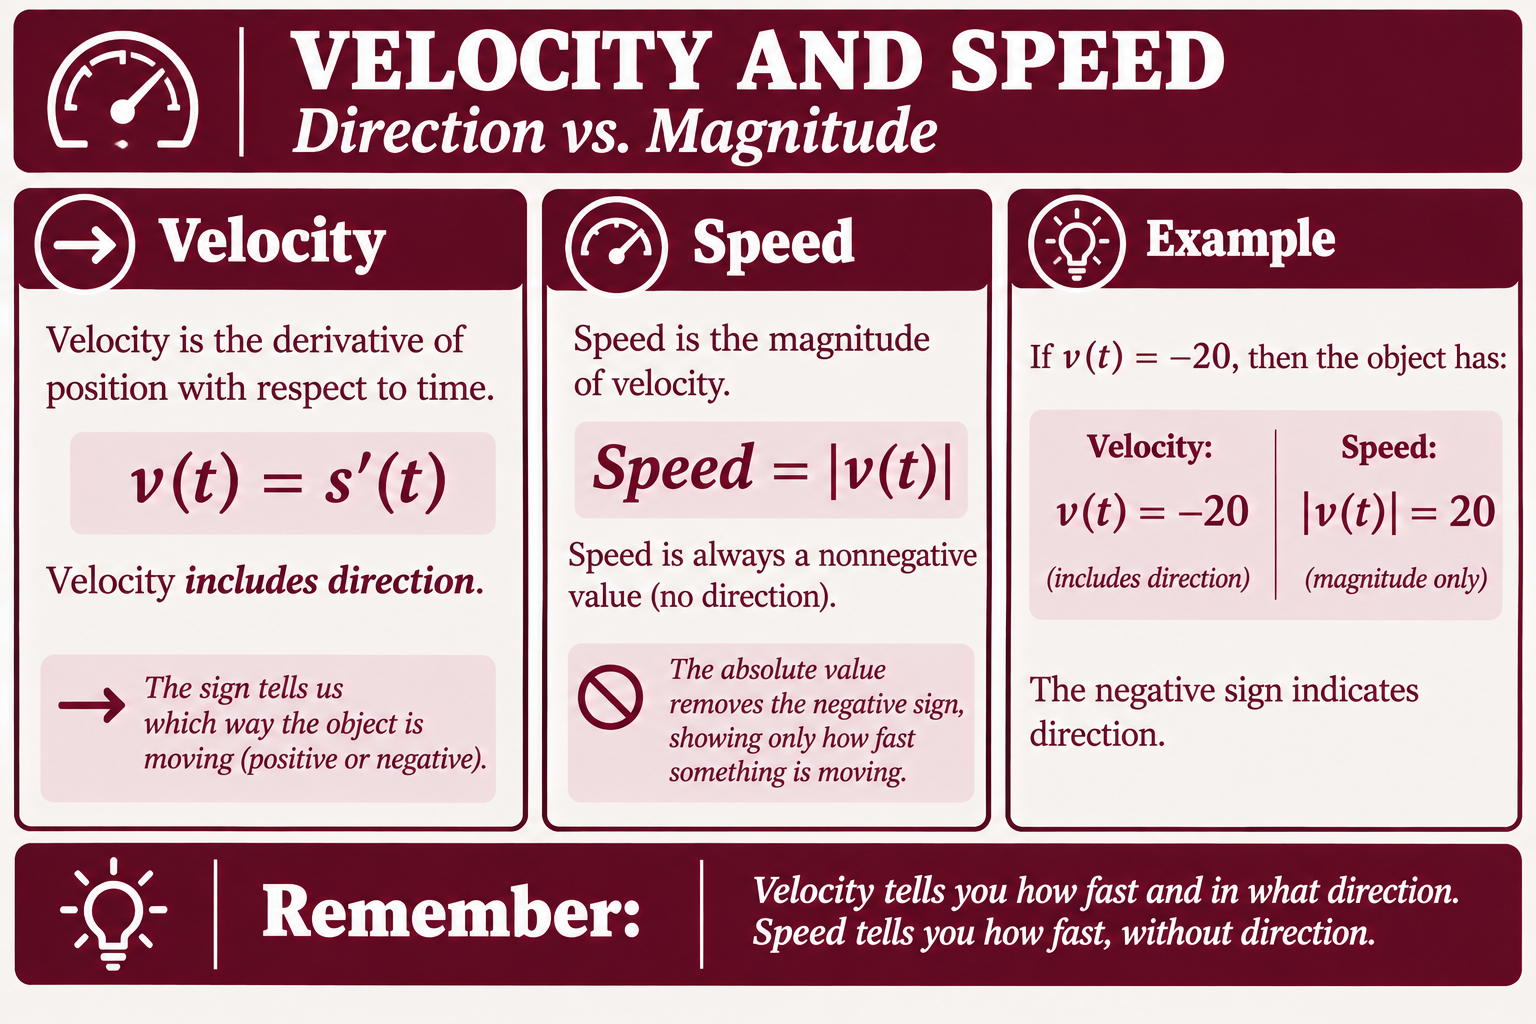 VELOCITY AND SPEED
Direction vs. Magnitude
Velocity
Velocity is the derivative of
position with respect to time.
v(t) = s′(t)
Velocity includes direction.
The sign tells us
which way the object is
moving (positive or negative).
Speed
Speed is the magnitude
of velocity.
Speed = |v(t)|
Speed is always a nonnegative
value (no direction).
The absolute value
removes the negative sign,
showing only how fast
something is moving.
Example
If v(t) = −20, then the object has:
Velocity:
v(t) = −20
(includes direction)
Speed:
|v(t)| = 20
(magnitude only)
The negative sign indicates
direction.
Remember:
Velocity tells you how fast and in what direction.
Speed tells you how fast, without direction.